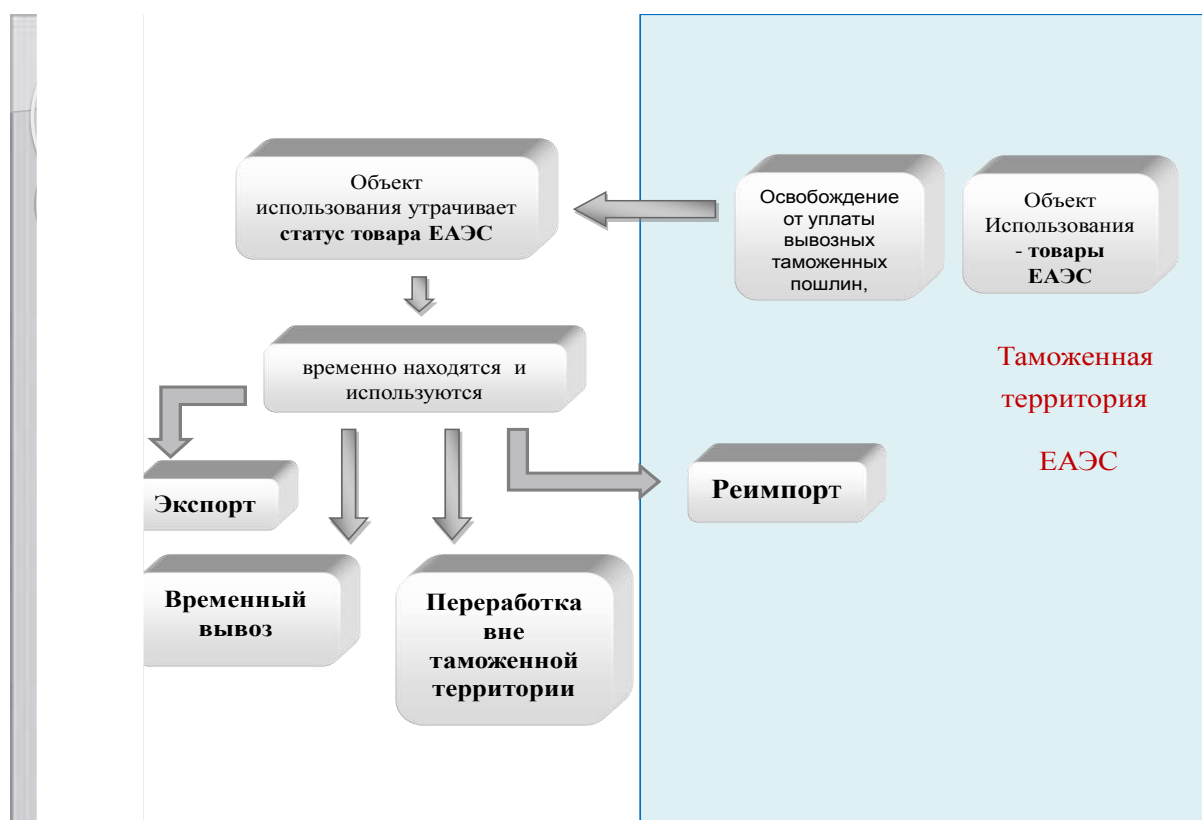 Объект
использования утрачивает
статус товара ЕАЭС
Освобождение
от уплаты
вывозных
таможенных
пошлин,
Объект
Использования
- товары
ЕАЭС
временно находятся и
используются
Таможенная
территория
ЕАЭС
Экспорт
Реимпорт
Временный
вывоз
Переработка
вне
таможенной
территории